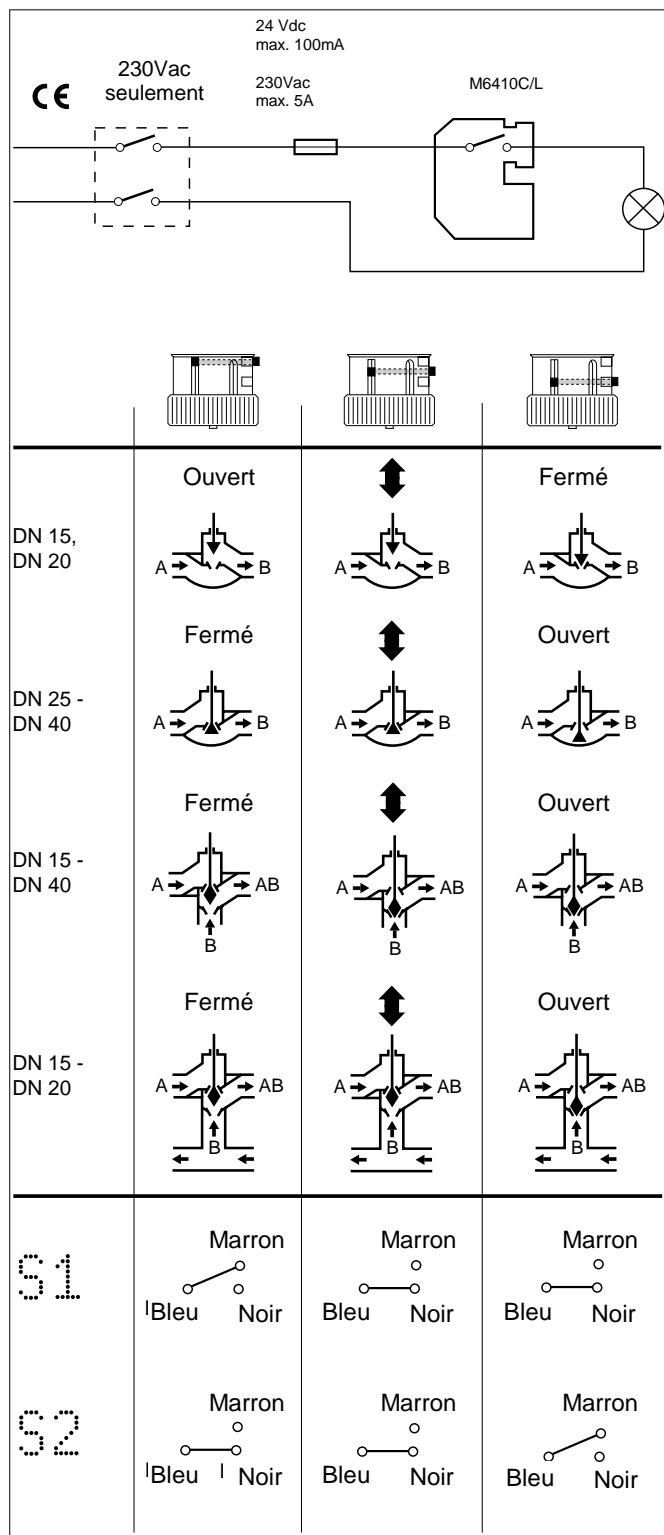 24 Vdc
max. 100mA
230Vac
seulement
230Vac
max. 5A
M6410C/L
CE
Ouvert
Fermé
DN 15,
DN 20
A B
A B
A B
Fermé
Ouvert
DN 25 -
DN 40
A B
A B
A B
Fermé
Ouvert
DN 15 -
DN 40
A AB
B
A AB
B
A AB
B
Fermé
Ouvert
DN 15 -
DN 20
A AB
B
A AB
B
A AB
B
S1
Marron
Bleu Noir
Marron
Bleu Noir
Marron
Bleu Noir
S2
Marron
Bleu Noir
Marron
Bleu Noir
Marron
Bleu Noir